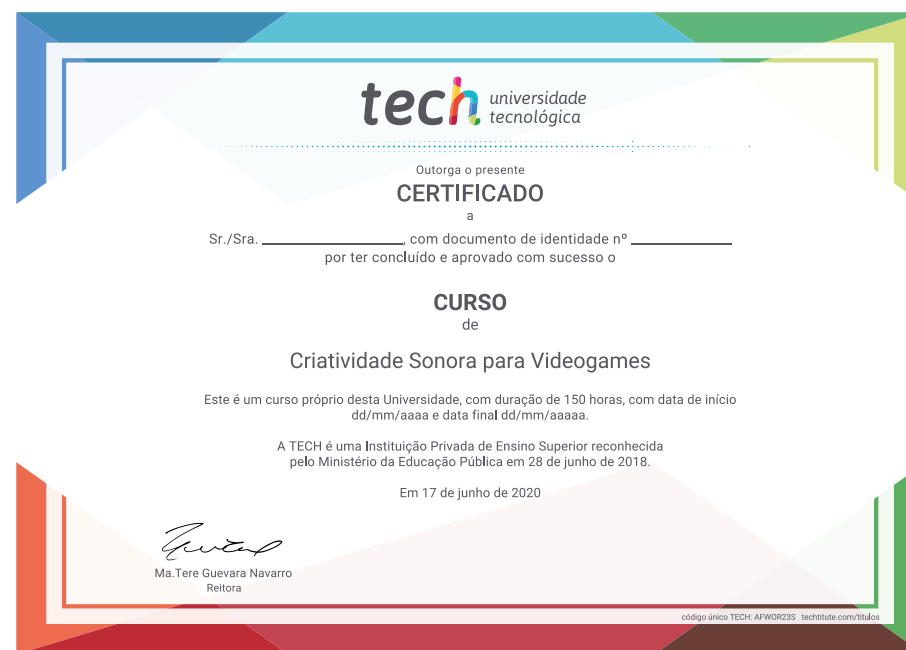 tech universidade
tecnológica
Outorga o presente
CERTIFICADO
a
Sr./Sra. ________________, com documento de identidade nº ____________
por ter concluído e aprovado com sucesso o
CURSO
de
Criatividade Sonora para Videogames
Este é um curso próprio desta Universidade, com duração de 150 horas, com data de início
dd/mm/aaaa e data final dd/mm/aaaaa.
A TECH é uma Instituição Privada de Ensino Superior reconhecida
pelo Ministério da Educação Pública em 28 de junho de 2018.
Em 17 de junho de 2020
Ma.Tere Guevara Navarro
Reitora
código único TECH: AFWOR23S techtitute.com/titulos